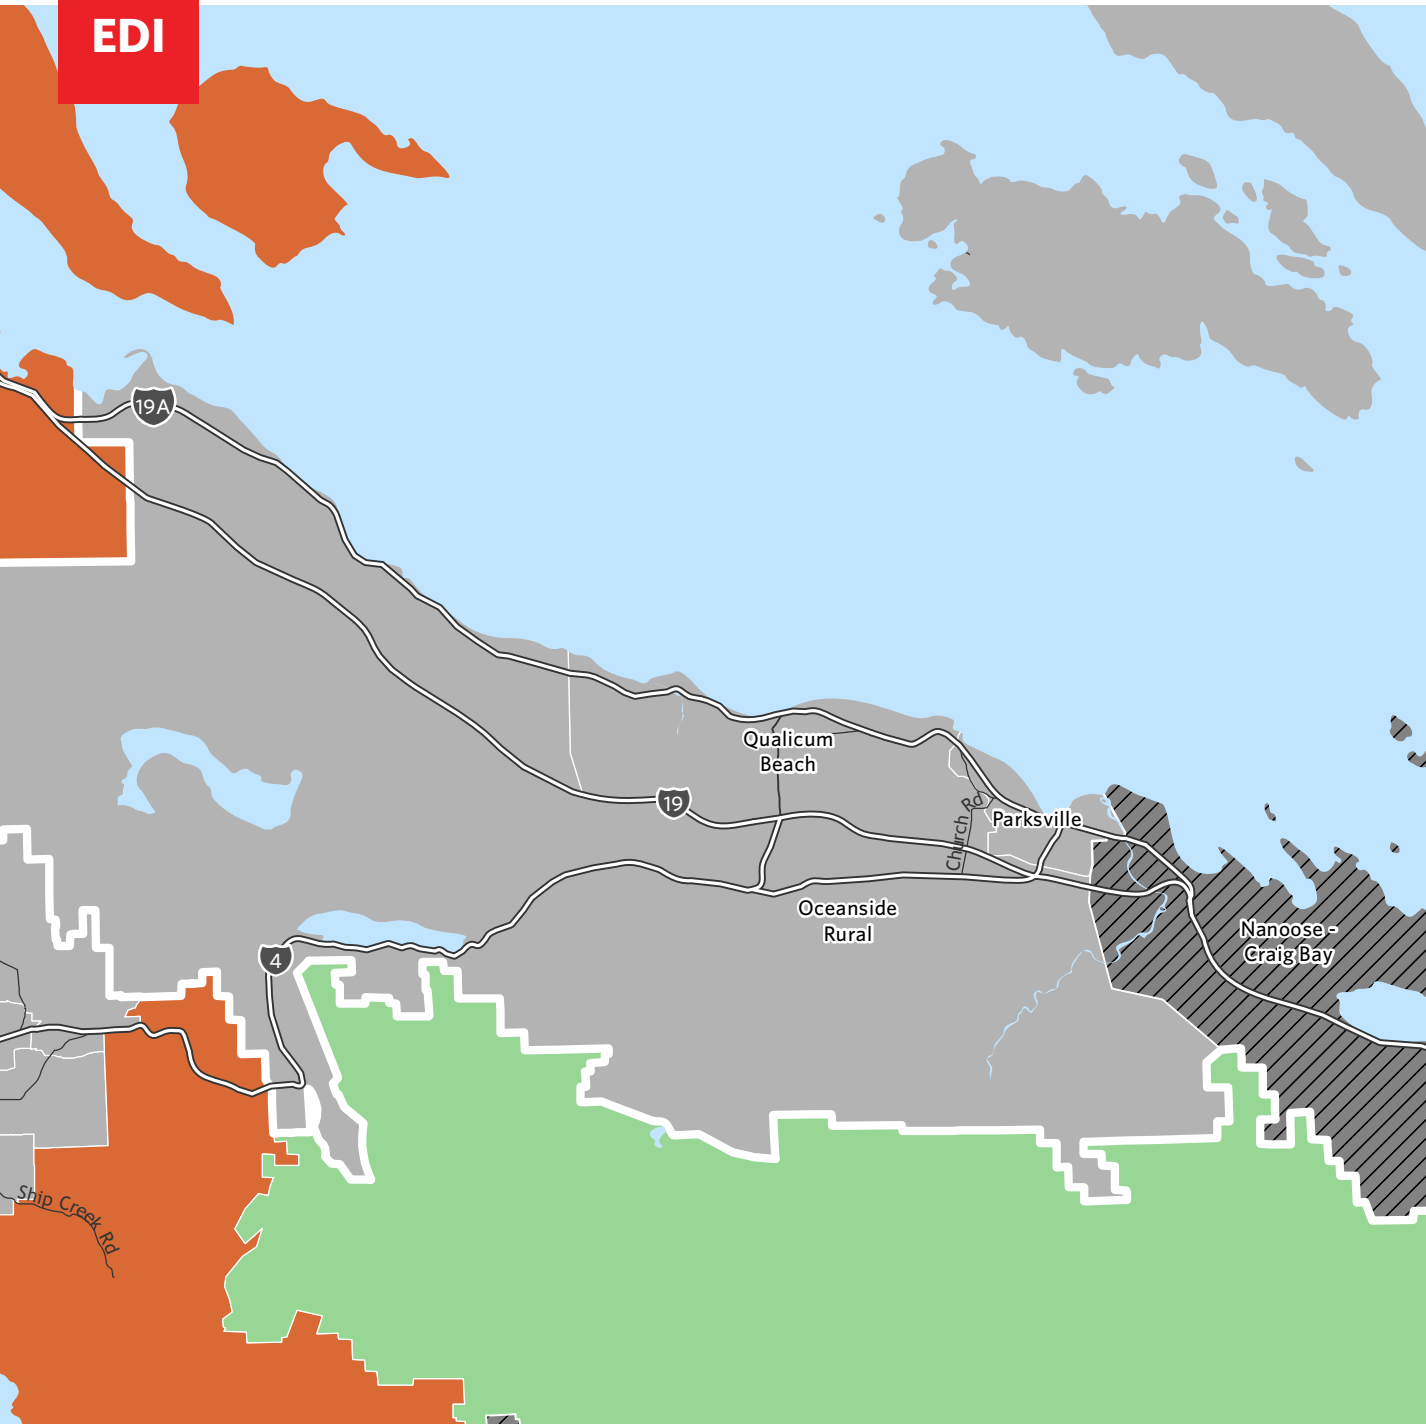 EDI
19A
Qualicum
Beach
19
Church Rd
Parksville
Oceanside
Rural
Nanoose -
Craig Bay
4
Ship Creek Rd